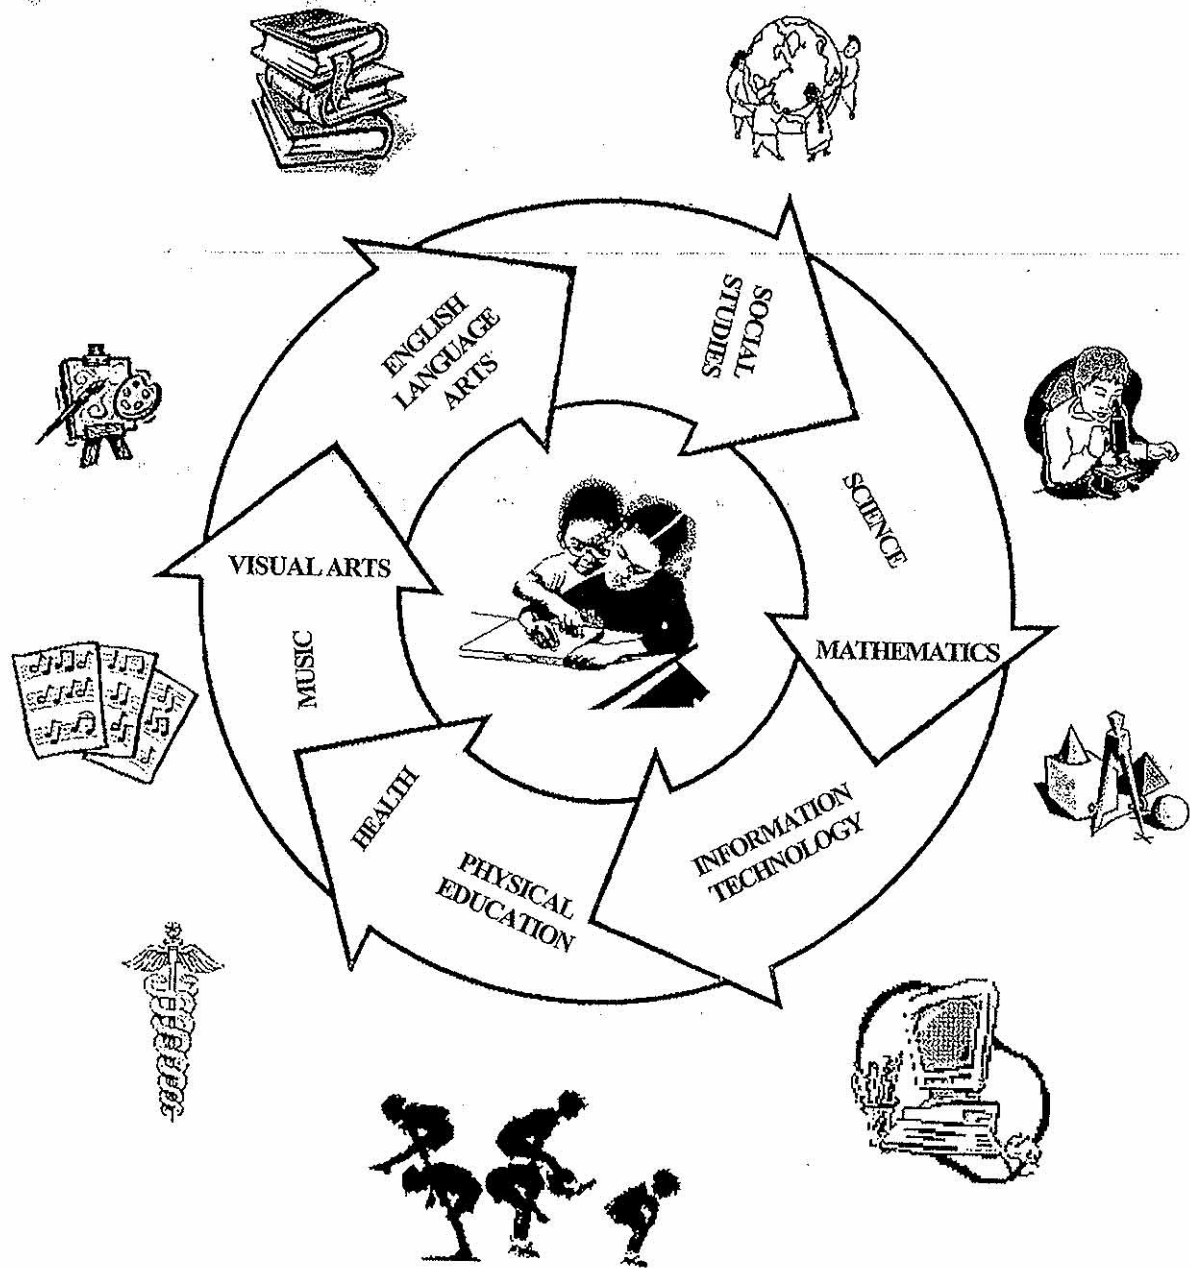 ENGLISH
LANGUAGE
ARTS
SOCIAL
STUDIES
SCIENCE
MATHEMATICS
INFORMATION
TECHNOLOGY
PHYSICAL
EDUCATION
HEALTH
MUSIC
VISUAL ARTS